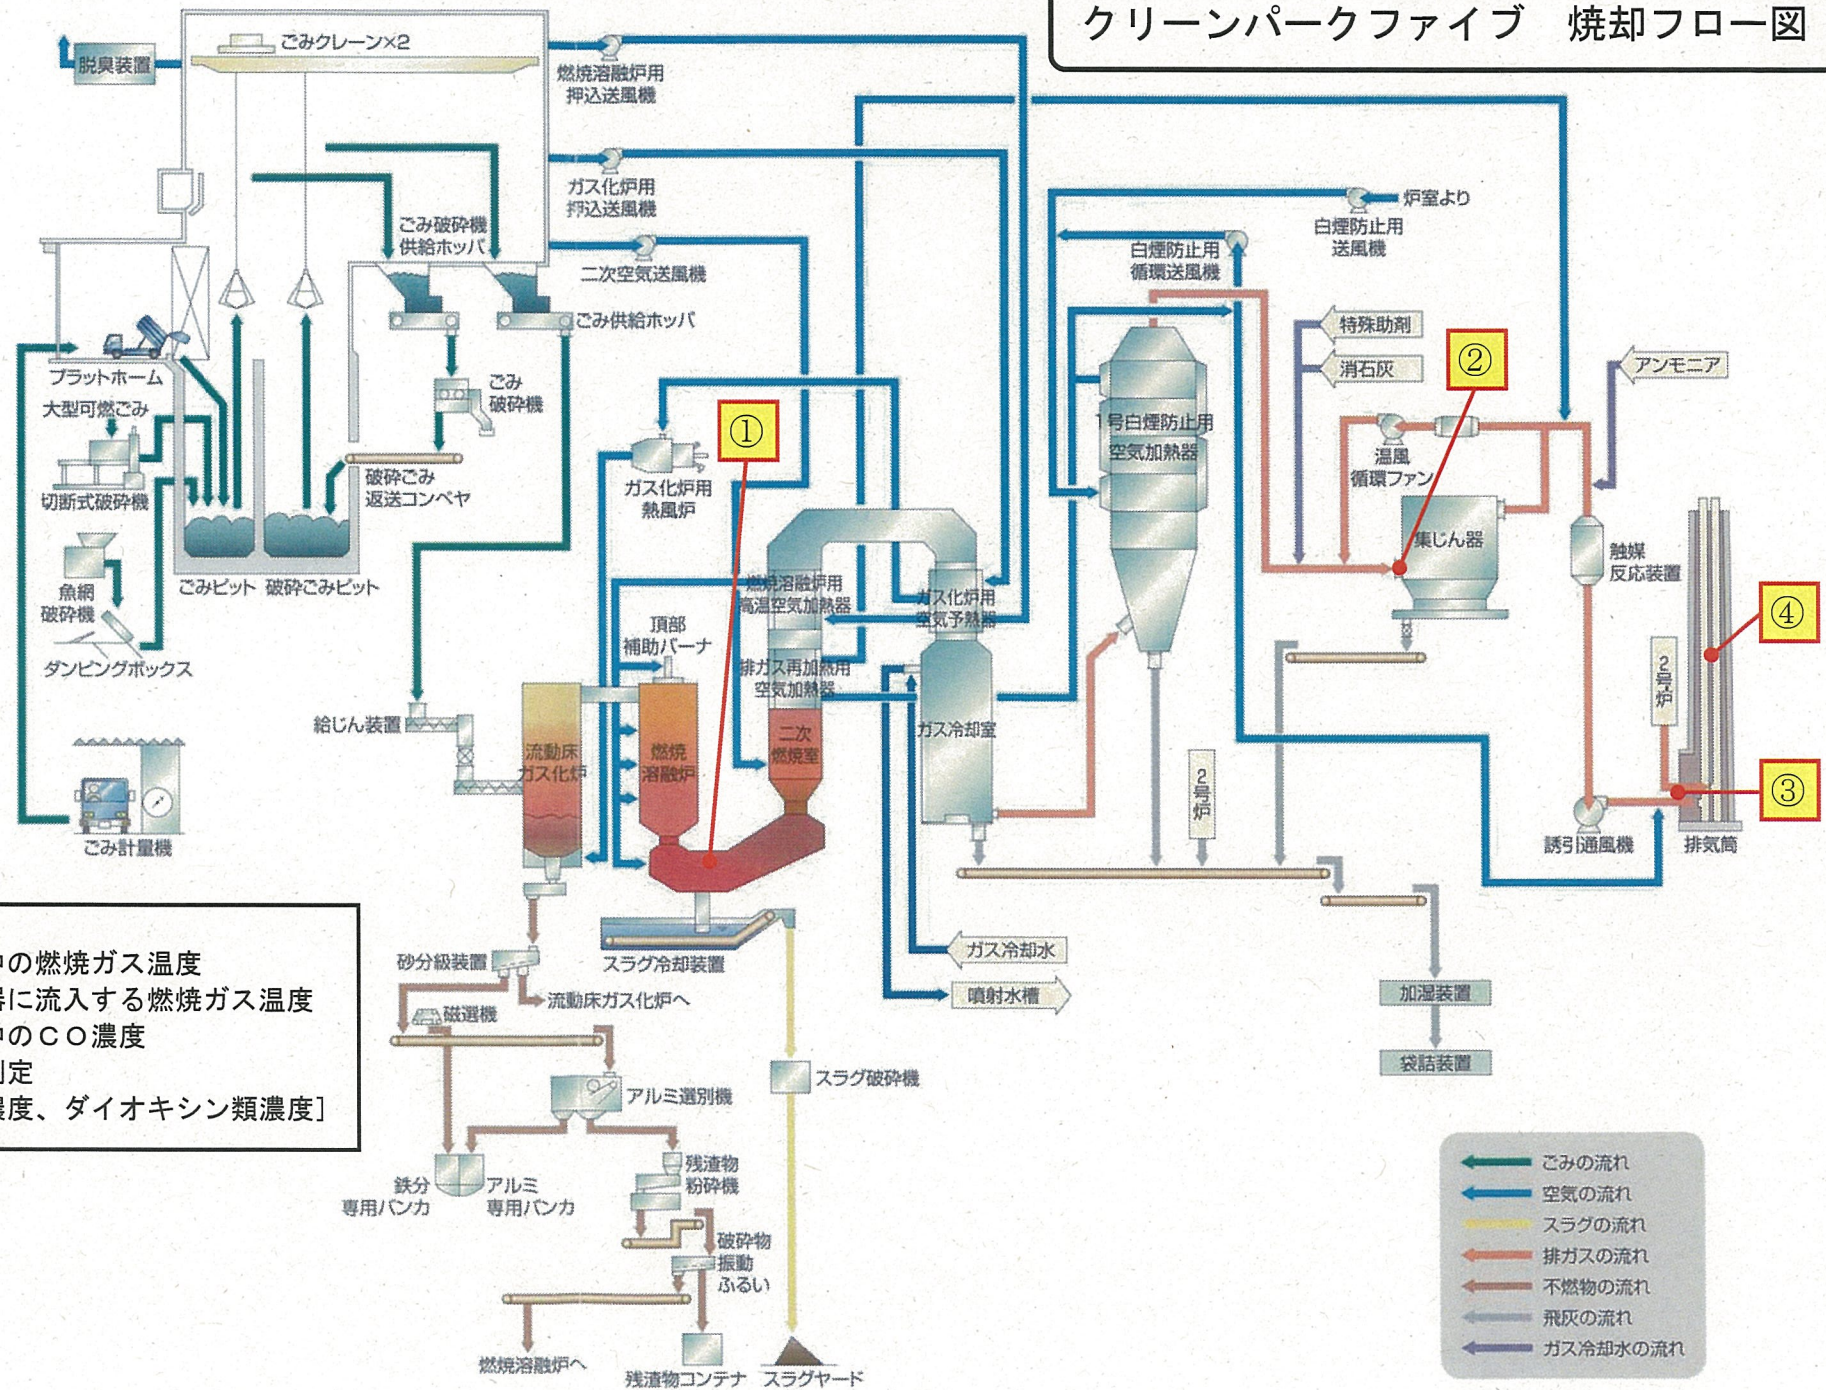 クリーンパークファイブ 焼却フロー図
ごみクレーン×2
脱臭装置
燃焼溶融炉用
押込送風機
ガス化炉用
押込送風機
炉室より
白煙防止用
送風機
白煙防止用
循環送風機
ごみ破砕機
供給ホッパ
二次空気送風機
ごみ供給ホッパ
特殊助剤
消石灰
②
アンモニア
プラットホーム
大型可燃ごみ
ごみ
破砕機
①
1号白煙防止用
空気加熱器
温風
循環ファン
切断式破砕機
破砕ごみ
返送コンベヤ
ガス化炉用
熱風炉
集じん器
触媒
反応装置
魚網
破砕機
ごみピット
破砕ごみピット
燃焼溶融炉用
高温空気加熱器
ガス化炉用
空気予熱器
④
ダンピングボックス
頂部
補助バーナ
排ガス再加熱用
空気加熱器
2号炉
給じん装置
流動床
ガス化炉
燃焼
溶融炉
二次
燃焼室
ガス冷却室
2号炉
③
ごみ計量機
誘引通風機
排気筒
中の燃焼ガス温度
器に流入する燃焼ガス温度
中のCO濃度
測定
濃度、ダイオキシン類濃度]
砂分級装置
スラグ冷却装置
ガス冷却水
噴射水槽
流動床ガス化炉へ
磁選機
加湿装置
袋詰装置
アルミ選別機
スラグ破砕機
鉄分
専用バンカ
アルミ
専用バンカ
残渣物
粉砕機
破砕物
振動
ふるい
燃焼溶融炉へ
残渣物コンテナ
スラグヤード
ごみの流れ
空気の流れ
スラグの流れ
排ガスの流れ
不燃物の流れ
飛灰の流れ
ガス冷却水の流れ